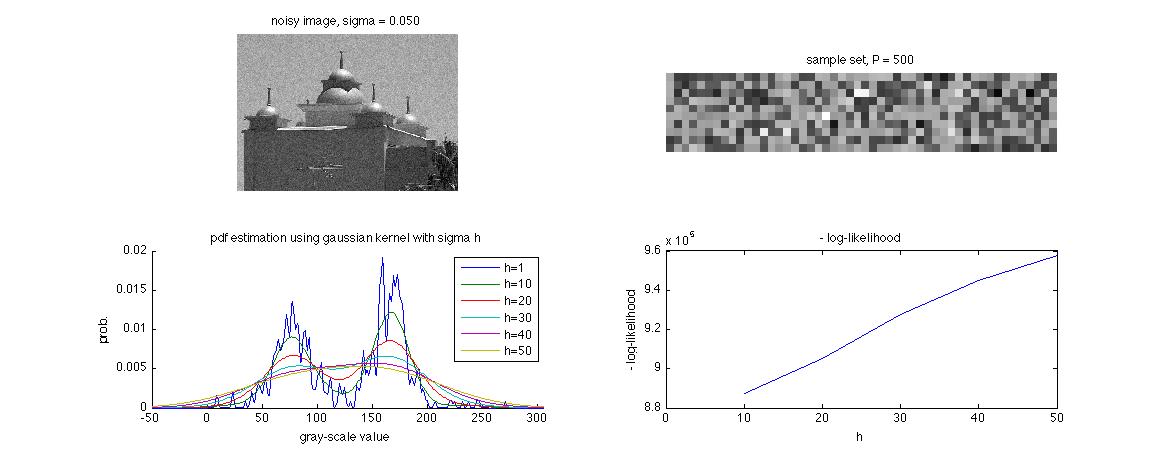 noisy image, sigma = 0.050
sample set, P = 500
pdf estimation using gaussian kernel with sigma h
prob.
0.02
0.015
0.01
0.005
0
-50
0
50
100
150
200
250
300
gray-scale value
h=1
h=10
h=20
h=30
h=40
h=50
- log-likelihood
x 10^5
- log-likelihood
9.6
9.4
9.2
9
8.8
0
10
20
30
40
50
h